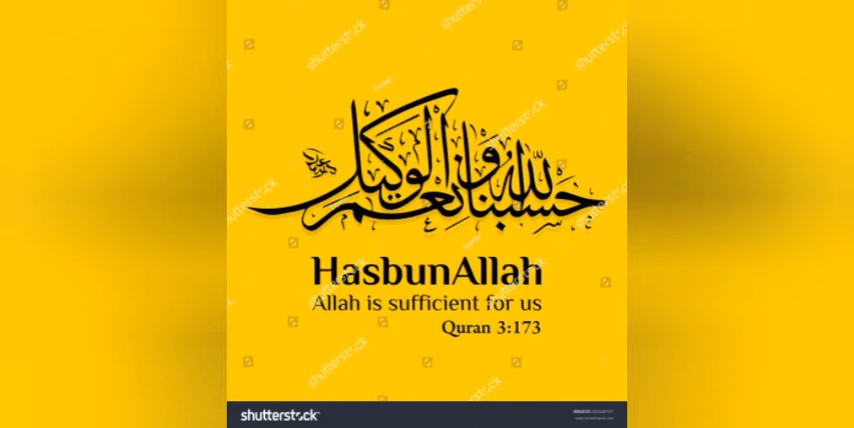 حسبنا الله ونعم الوكيل
HasbunAllah
Allah is sufficient for us
Quran 3:173
shutterstock